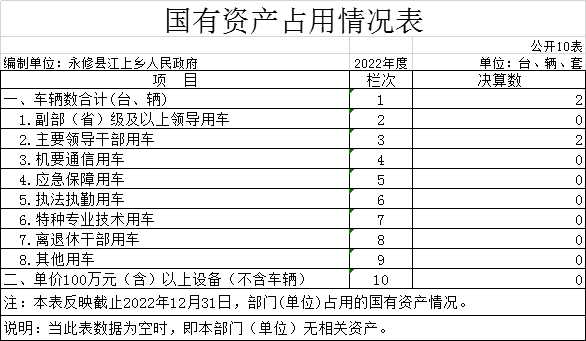 国有资产占用情况表
公开10表
编制单位：永修县江上乡人民政府 2022年度 单位：台、辆、套
项 目 栏次 决算数
一、车辆数合计(台、辆) 1 2
1.副部（省）级及以上领导用车 2 0
2.主要领导干部用车 3 2
3.机要通信用车 4 0
4.应急保障用车 5 0
5.执法执勤用车 6 0
6.特种专业技术用车 7 0
7.离退休干部用车 8 0
8.其他用车 9 0
二、单价100万元（含）以上设备（不含车辆） 10 0
注：本表反映截止2022年12月31日，部门(单位)占用的国有资产情况。
说明：当此表数据为空时，即本部门（单位）无相关资产。